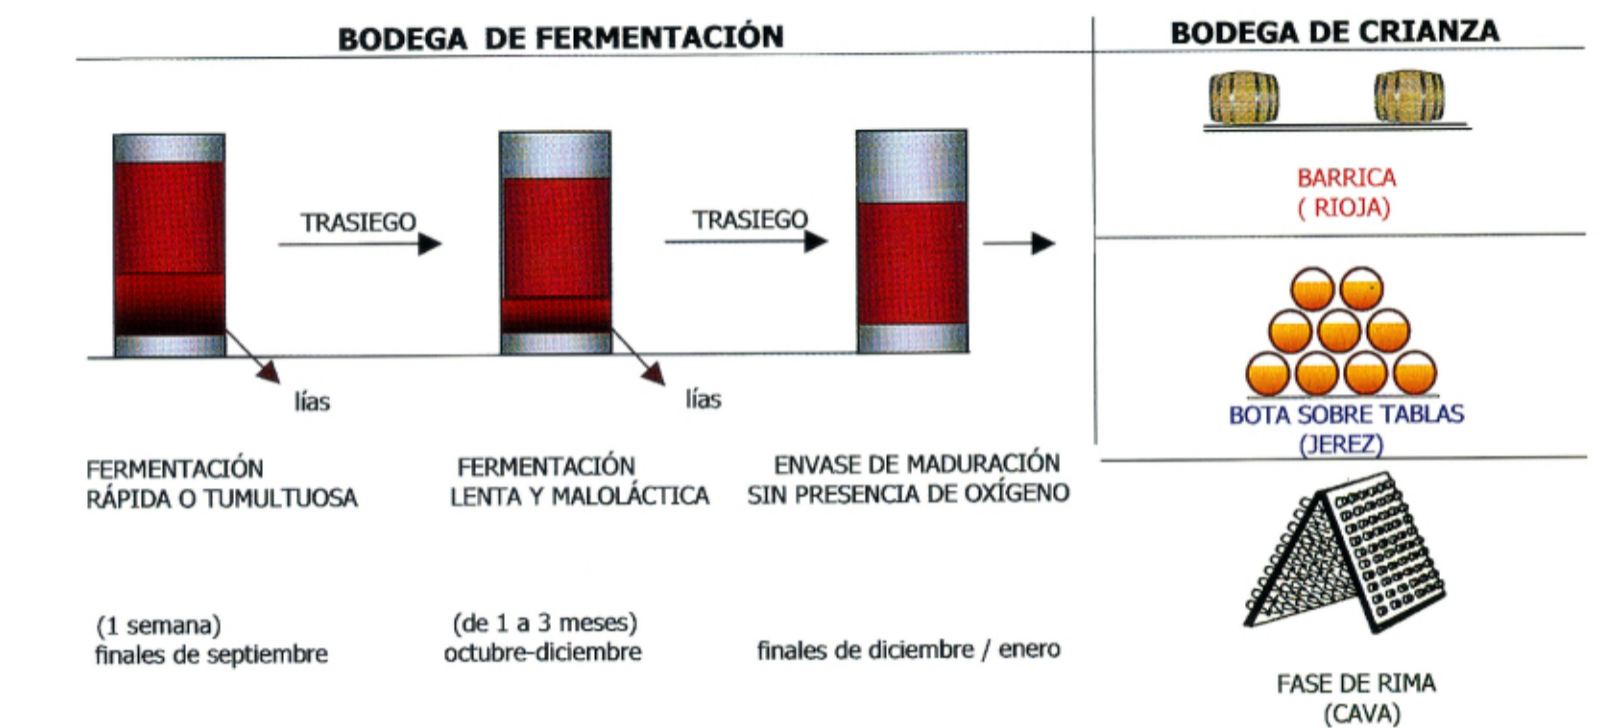 BODEGA DE FERMENTACIÓN
BODEGA DE CRIANZA
TRASIEGO
TRASIEGO
lías
lías
FERMENTACIÓN
RÁPIDA O TUMULTUOSA
FERMENTACIÓN
LENTA Y MALOLÁCTICA
ENVASE DE MADURACIÓN
SIN PRESENCIA DE OXÍGENO
(1 semana)
finales de septiembre
(de 1 a 3 meses)
octubre-diciembre
finales de diciembre / enero
BARRICA
( RIOJA)
BOTA SOBRE TABLAS
(JEREZ)
FASE DE RIMA
(CAVA)